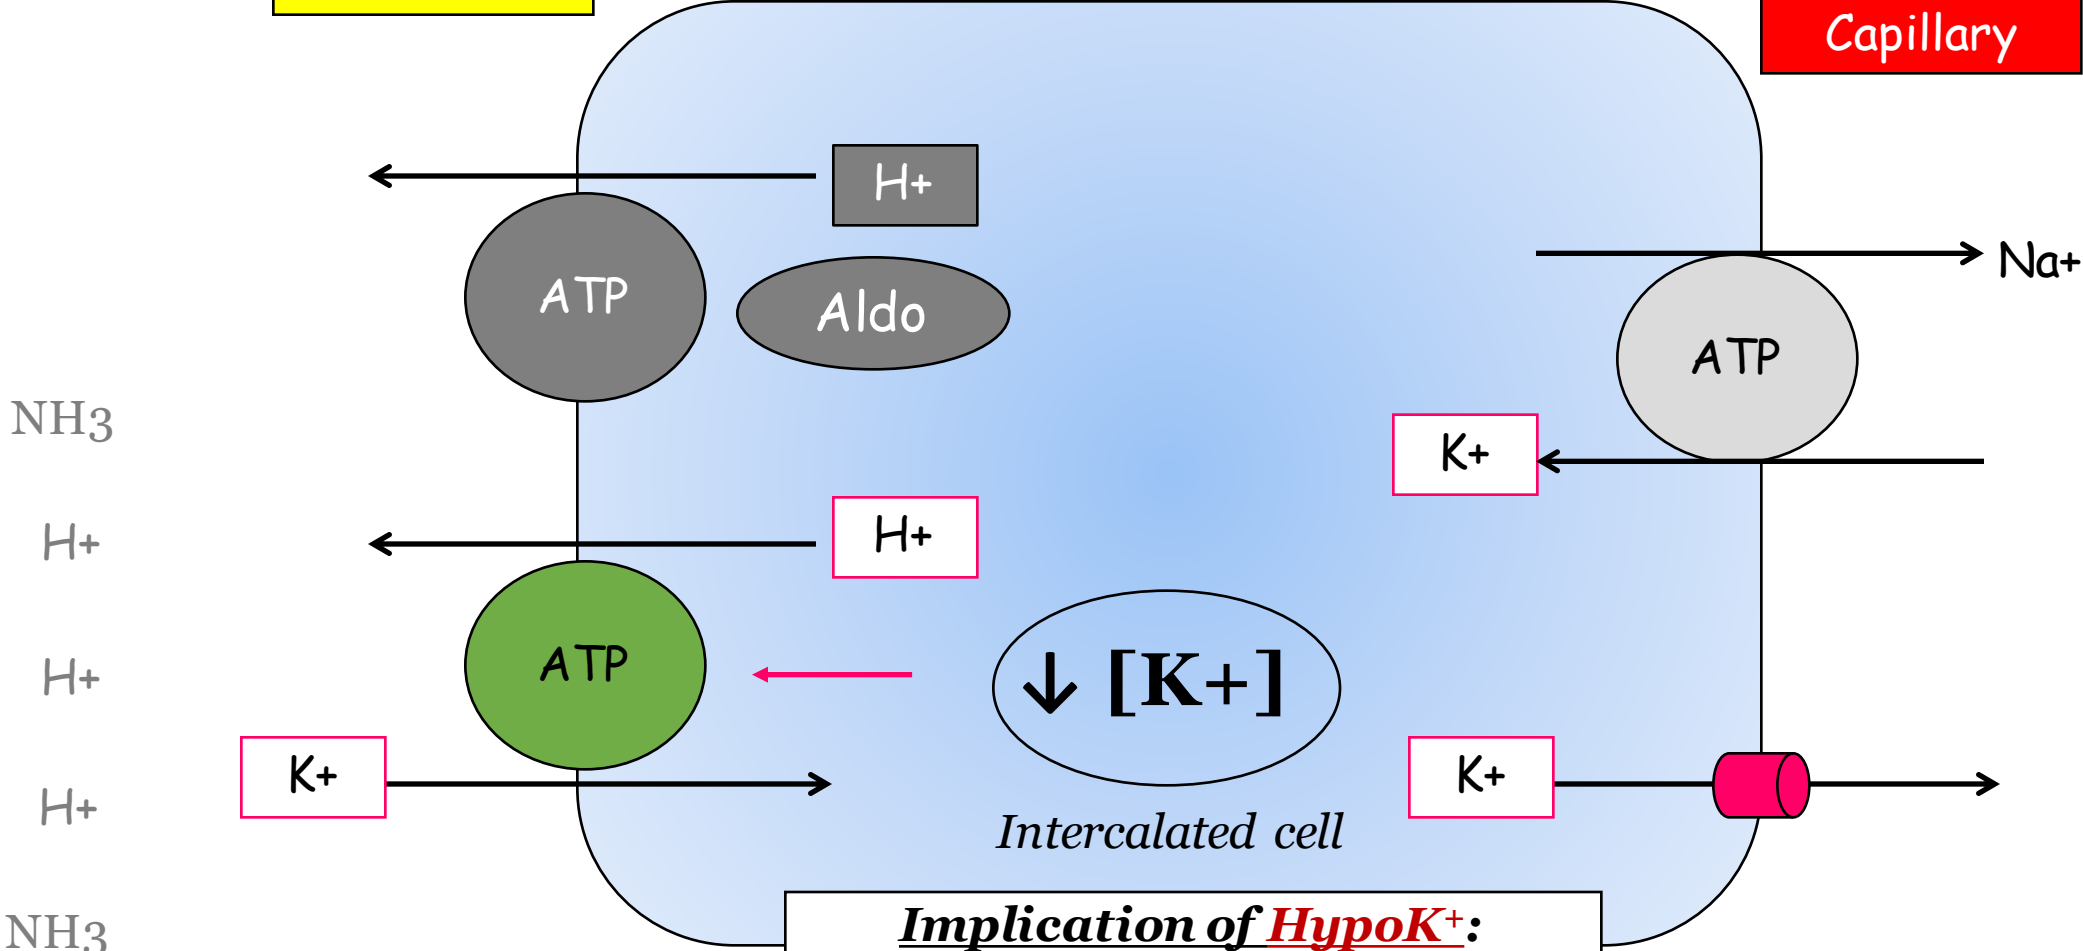 Capillary
H+
Na+
ATP
Aldo
ATP
NH3
K+
H+
H+
ATP
H+
↓ [K+]
K+
K+
H+
Intercalated cell
Implication of HypoK+:
NH3